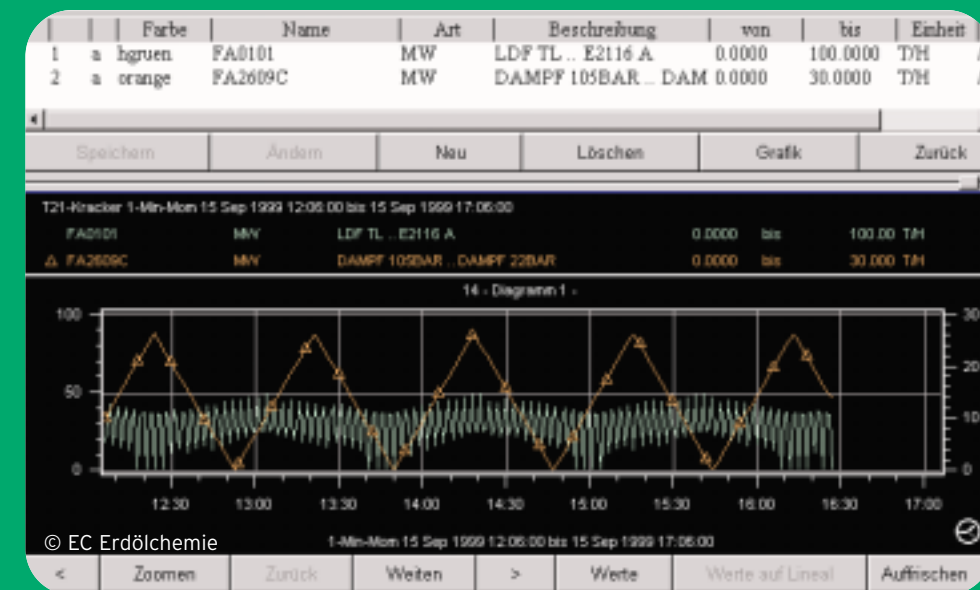 Farbe Name Art Beschreibung von bis Einheit
1 a hgruen FA0101 MW LDF TL .. E2116 A 0.0000 100.0000 T/H
2 a orange FA2609C MW DAMPF 105BAR .. DAM 0.0000 30.0000 T/H
Speichern Ändern Neu Löschen Grafik Zurück
T21-Kracker 1-Min-Mom 15 Sep 1999 12:06:00 bis 15 Sep 1999 17:06:00
FA0101 MW LDF TL .. E2116 A 0.0000 bis 100.00 T/H
FA2609C MW DAMPF 105BAR .. DAMPF 22BAR 0.0000 bis 30.000 T/H
14 - Diagramm 1 -
100 30
20
50
10
0 0
12:30 13:00 13:30 14:00 14:30 15:00 15:30 16:00 16:30 17:00
© EC Erdölchemie 1-Min-Mom 15 Sep 1999 12:06:00 bis 15 Sep 1999 17:06:00
< Zoomen Zurück Weiten > Werte Werte auf Lineal Auffrischen